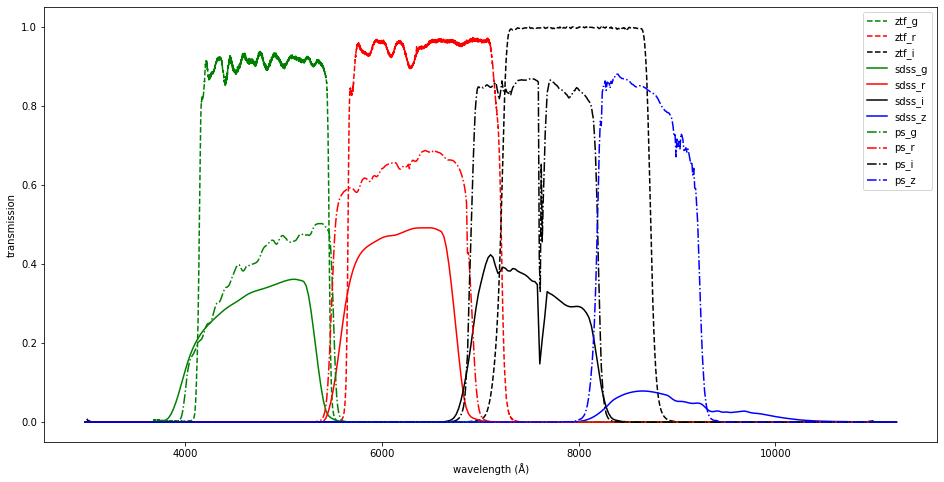 1.0
0.8
0.6
0.4
0.2
0.0
transmission
4000
6000
8000
10000
wavelength (Å)
ztf_g
ztf_r
ztf_i
sdss_g
sdss_r
sdss_i
sdss_z
ps_g
ps_r
ps_i
ps_z